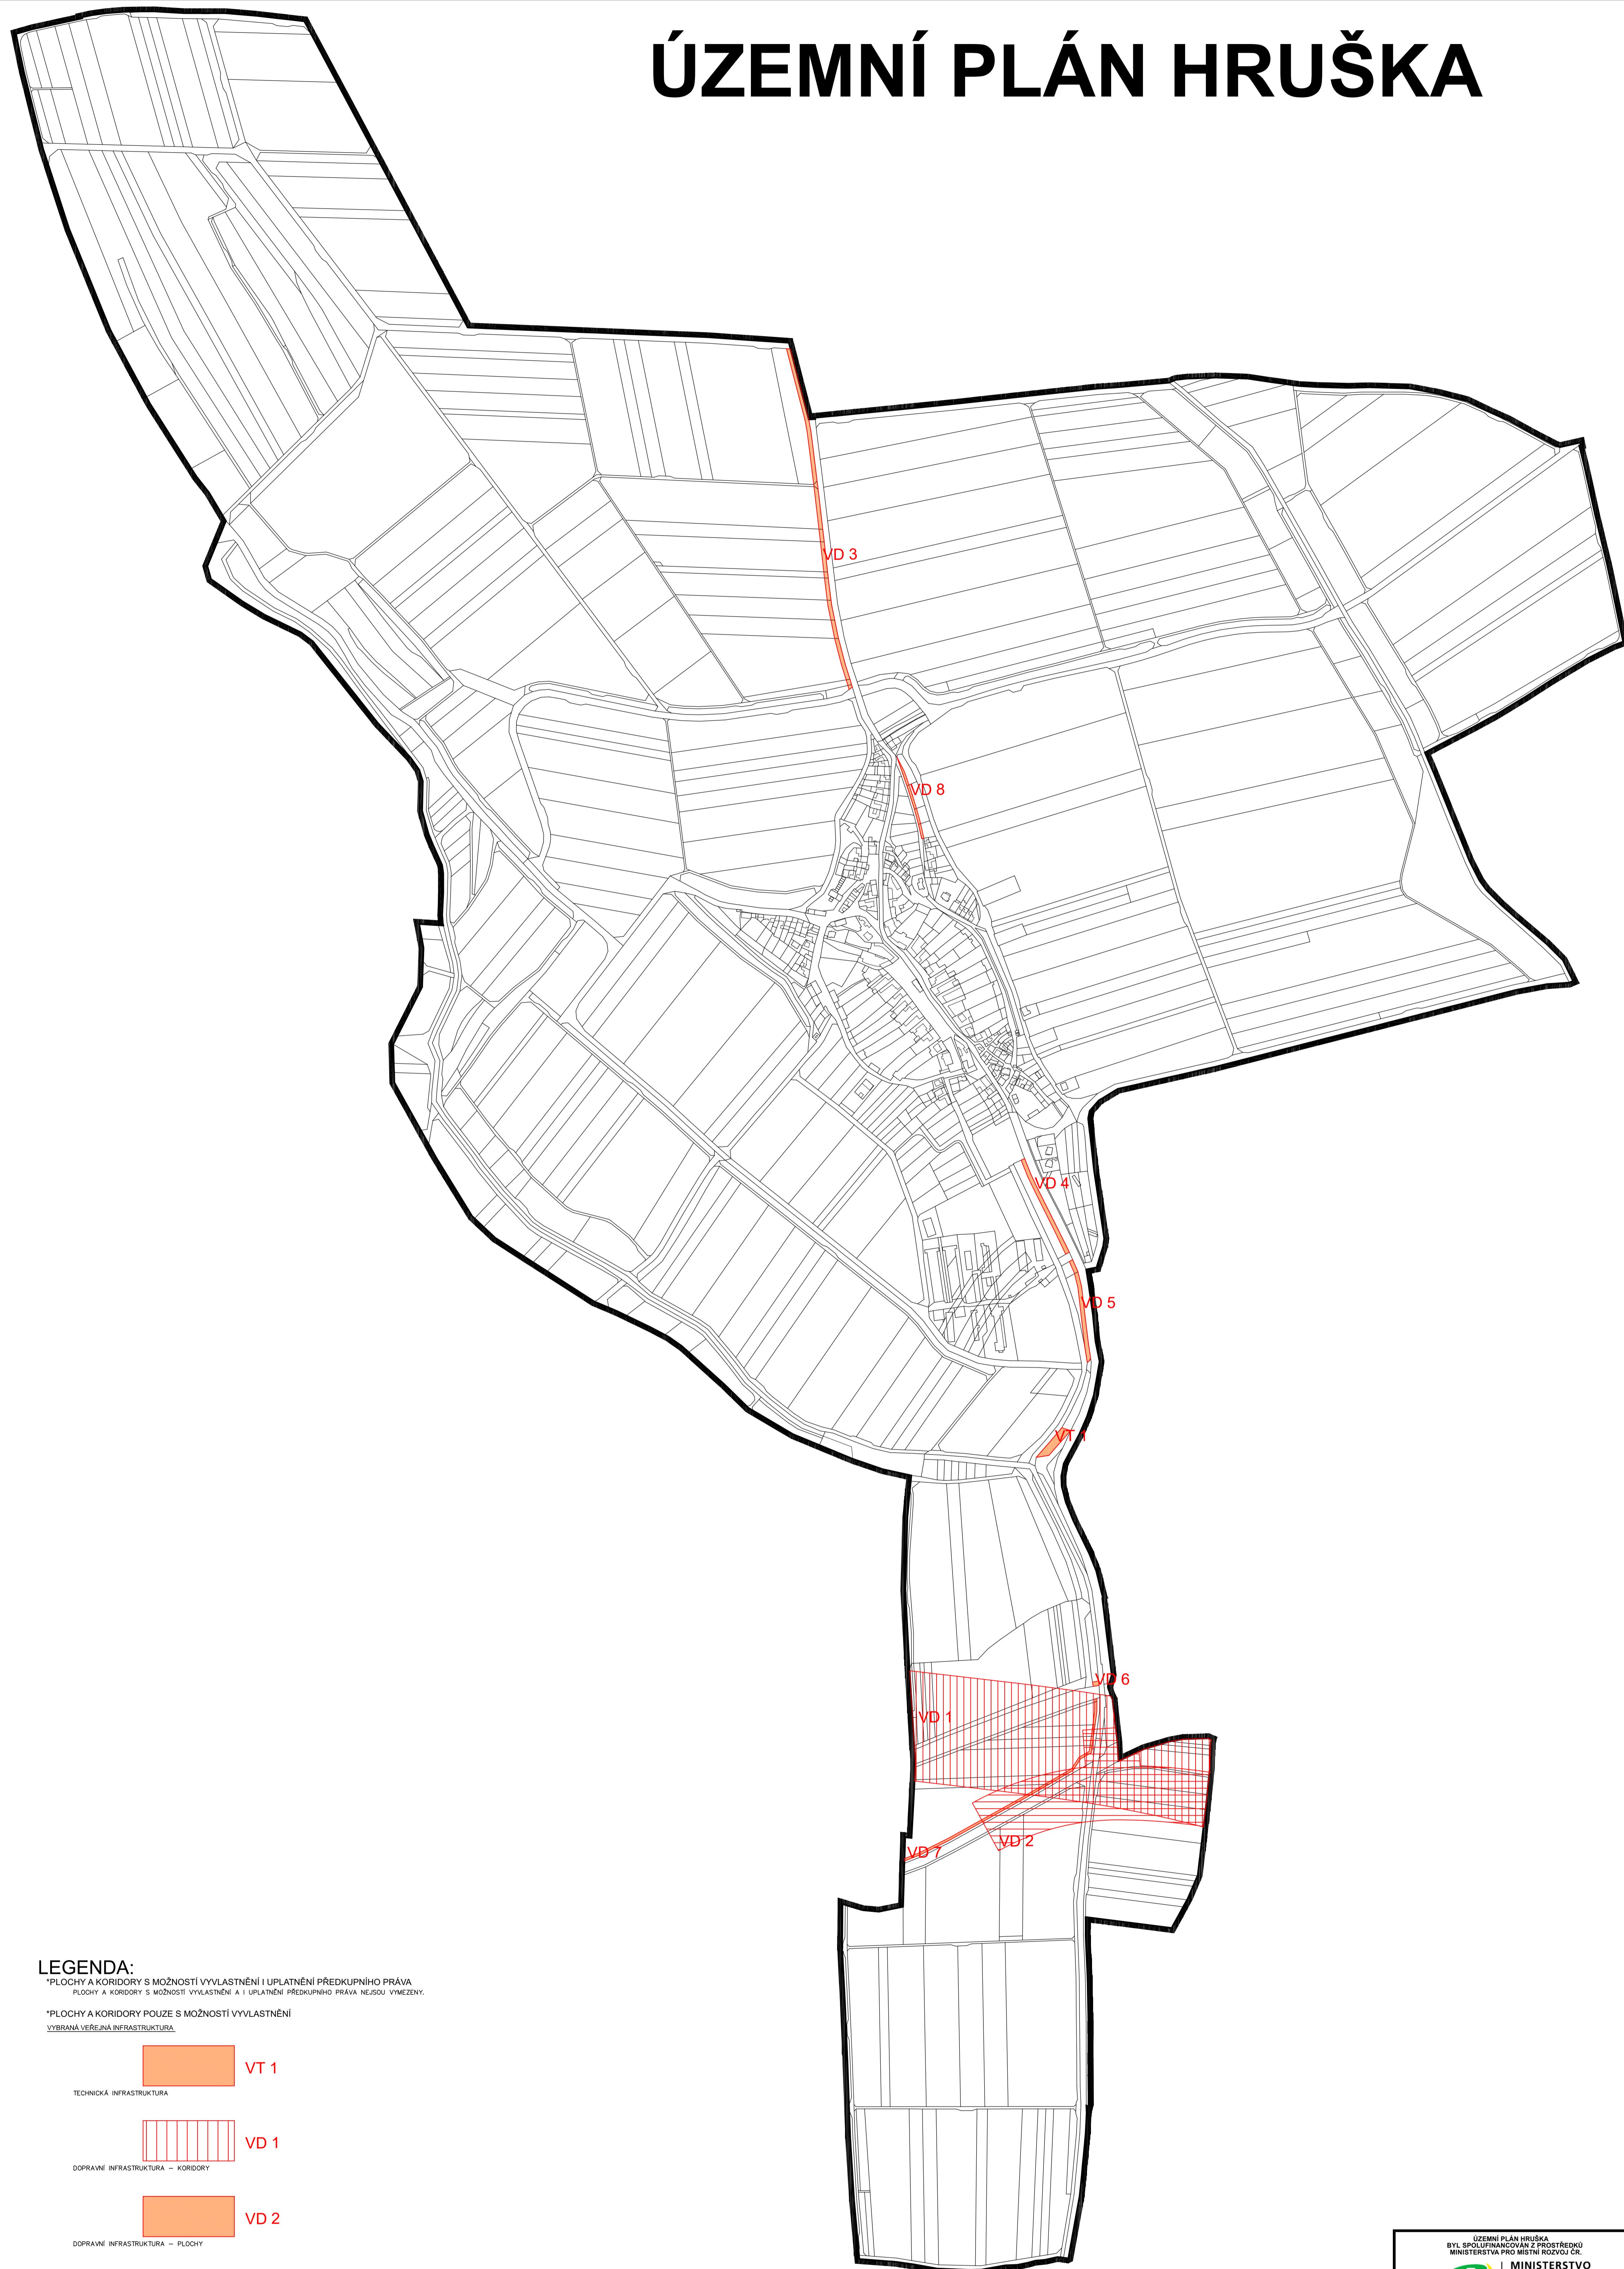 ÚZEMNÍ PLÁN HRUŠKA
VD 3
VD 8
VD 4
VD 5
VT 1
VD 6
VD 1
VD 2
VD 7
LEGENDA:
*PLOCHY A KORIDORY S MOŽNOSTÍ VYVLASTNĚNÍ I UPLATNĚNÍ PŘEDKUPNÍHO PRÁVA
PLOCHY A KORIDORY S MOŽNOSTÍ VYVLASTNĚNÍ A I UPLATNĚNÍ PŘEDKUPNÍHO PRÁVA NEJSOU VYMEZENY.
*PLOCHY A KORIDORY POUZE S MOŽNOSTÍ VYVLASTNĚNÍ
VYBRANÁ VEŘEJNÁ INFRASTRUKTURA
VT 1
TECHNICKÁ INFRASTRUKTURA
VD 1
DOPRAVNÍ INFRASTRUKTURA – KORIDORY
VD 2
DOPRAVNÍ INFRASTRUKTURA – PLOCHY
ÚZEMNÍ PLÁN HRUŠKA
BYL SPOLUFINANCOVÁN Z PROSTŘEDKŮ
MINISTERSTVA PRO MÍSTNÍ ROZVOJ ČR.
MINISTERSTVO